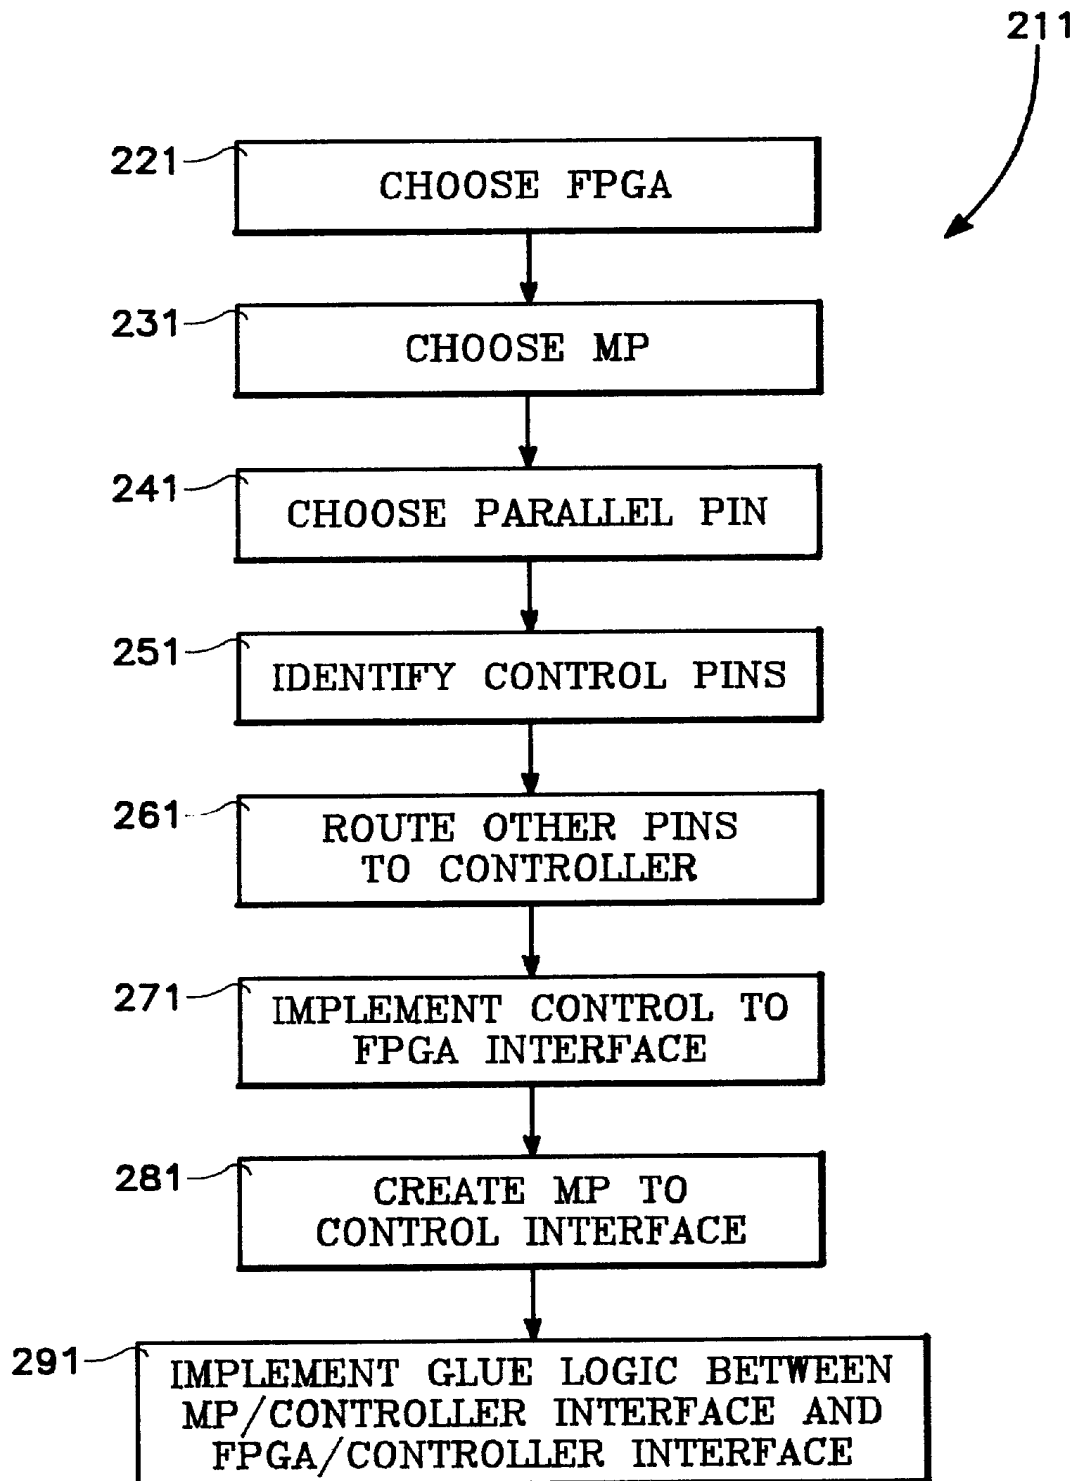 211
221
CHOOSE FPGA
231
CHOOSE MP
241
CHOOSE PARALLEL PIN
251
IDENTIFY CONTROL PINS
261
ROUTE OTHER PINS
TO CONTROLLER
271
IMPLEMENT CONTROL TO
FPGA INTERFACE
281
CREATE MP TO
CONTROL INTERFACE
291
IMPLEMENT GLUE LOGIC BETWEEN
MP/CONTROLLER INTERFACE AND
FPGA/CONTROLLER INTERFACE